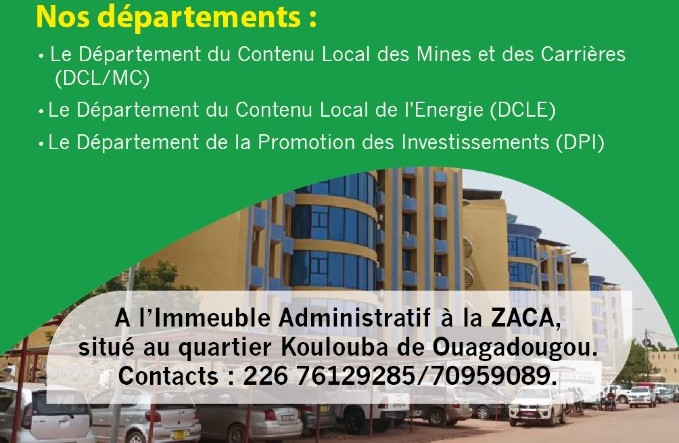 Nos départements :
• Le Département du Contenu Local des Mines et des Carrières
(DCL/MC)
• Le Département du Contenu Local de l'Energie (DCLE)
• Le Département de la Promotion des Investissements (DPI)
A l’Immeuble Administratif à la ZACA,
situé au quartier Koulouba de Ouagadougou.
Contacts : 226 76129285/70959089.